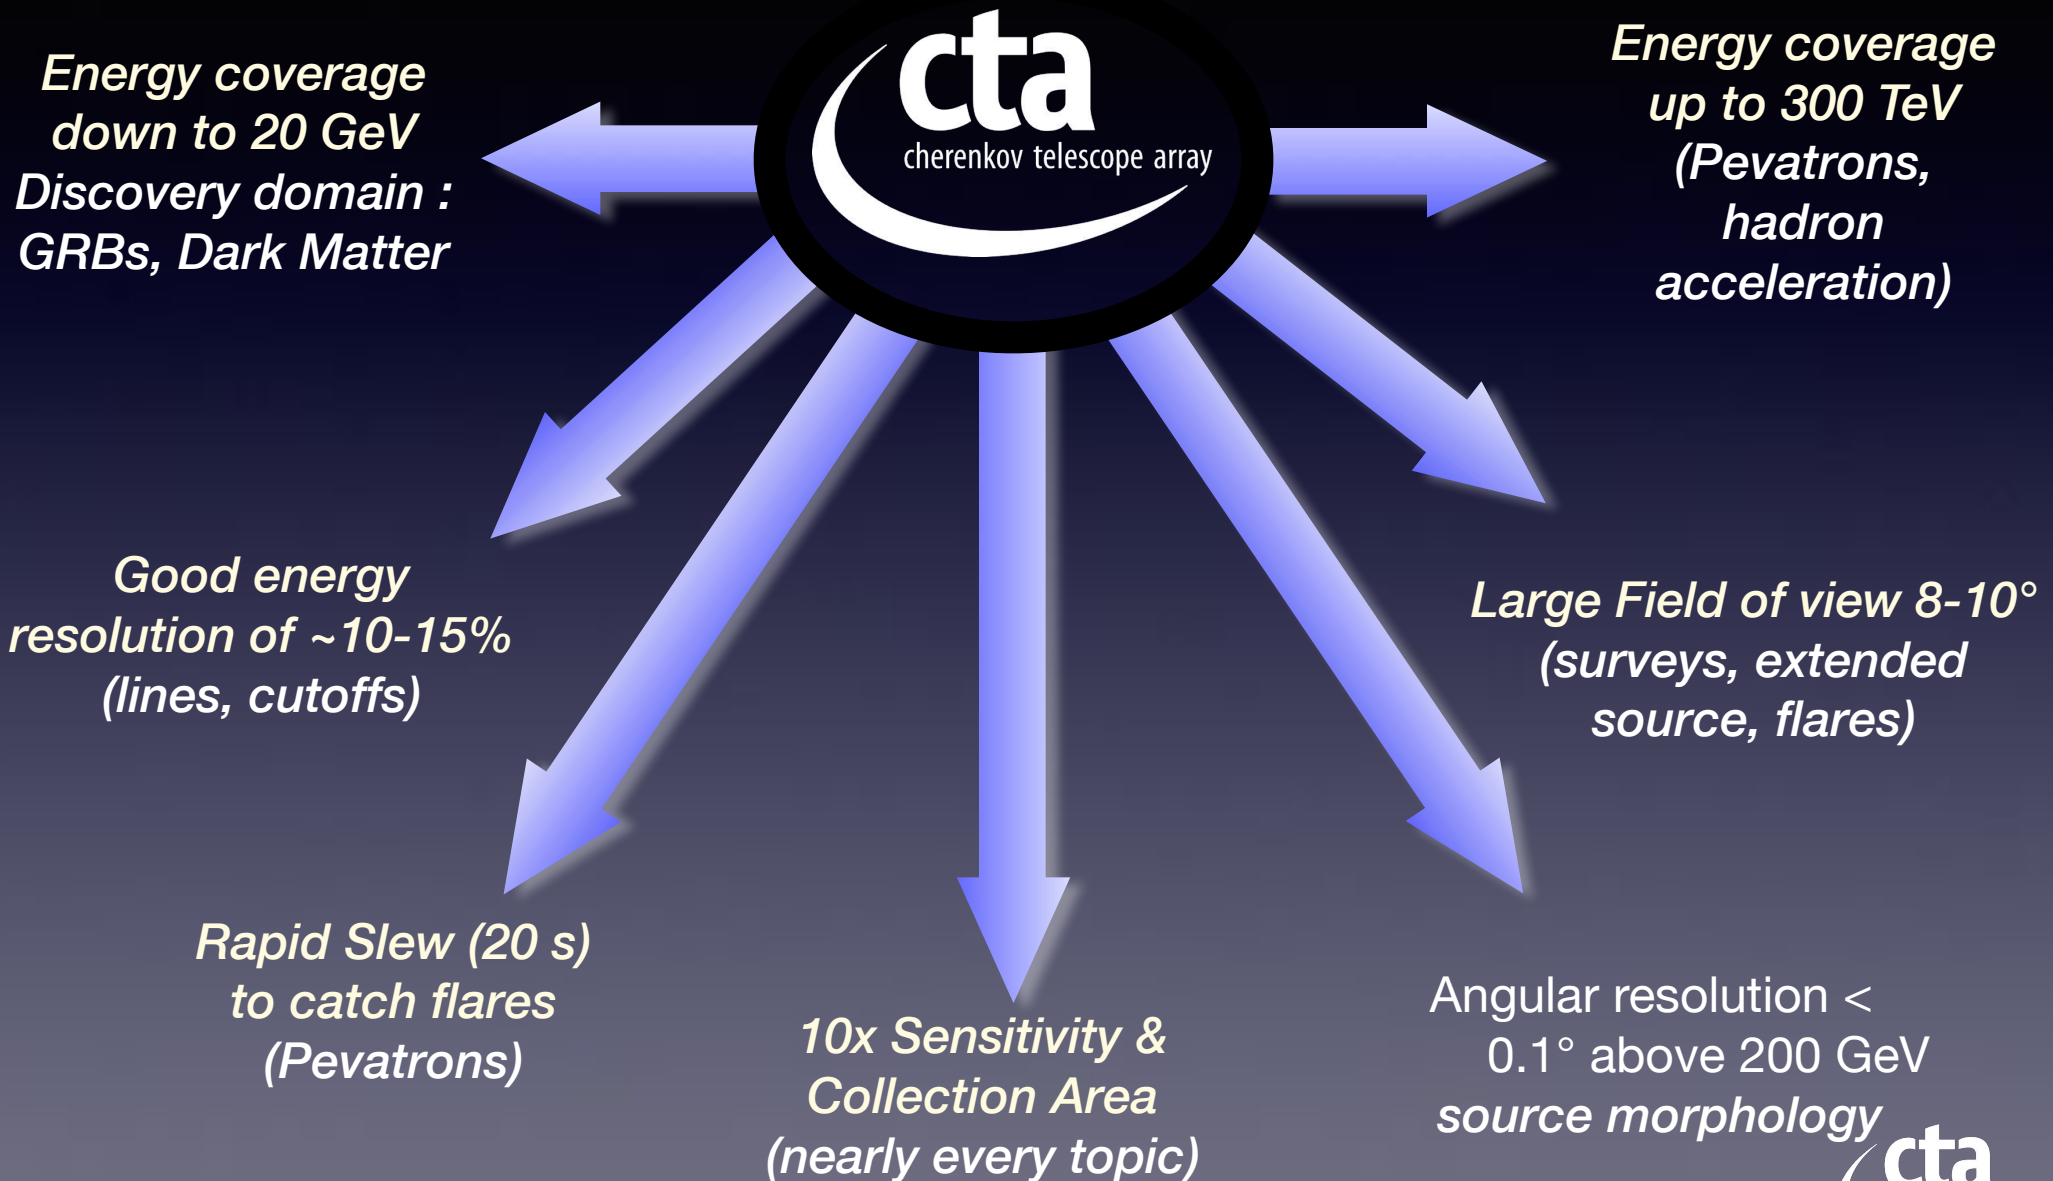 cta
cherenkov telescope array
Energy coverage
down to 20 GeV
Discovery domain :
GRBs, Dark Matter
Energy coverage
up to 300 TeV
(Pevatrons,
hadron
acceleration)
Good energy
resolution of ~10-15%
(lines, cutoffs)
Large Field of view 8-10°
(surveys, extended
source, flares)
Rapid Slew (20 s)
to catch flares
(Pevatrons)
10x Sensitivity &
Collection Area
(nearly every topic)
Angular resolution <
0.1° above 200 GeV
source morphology
cta